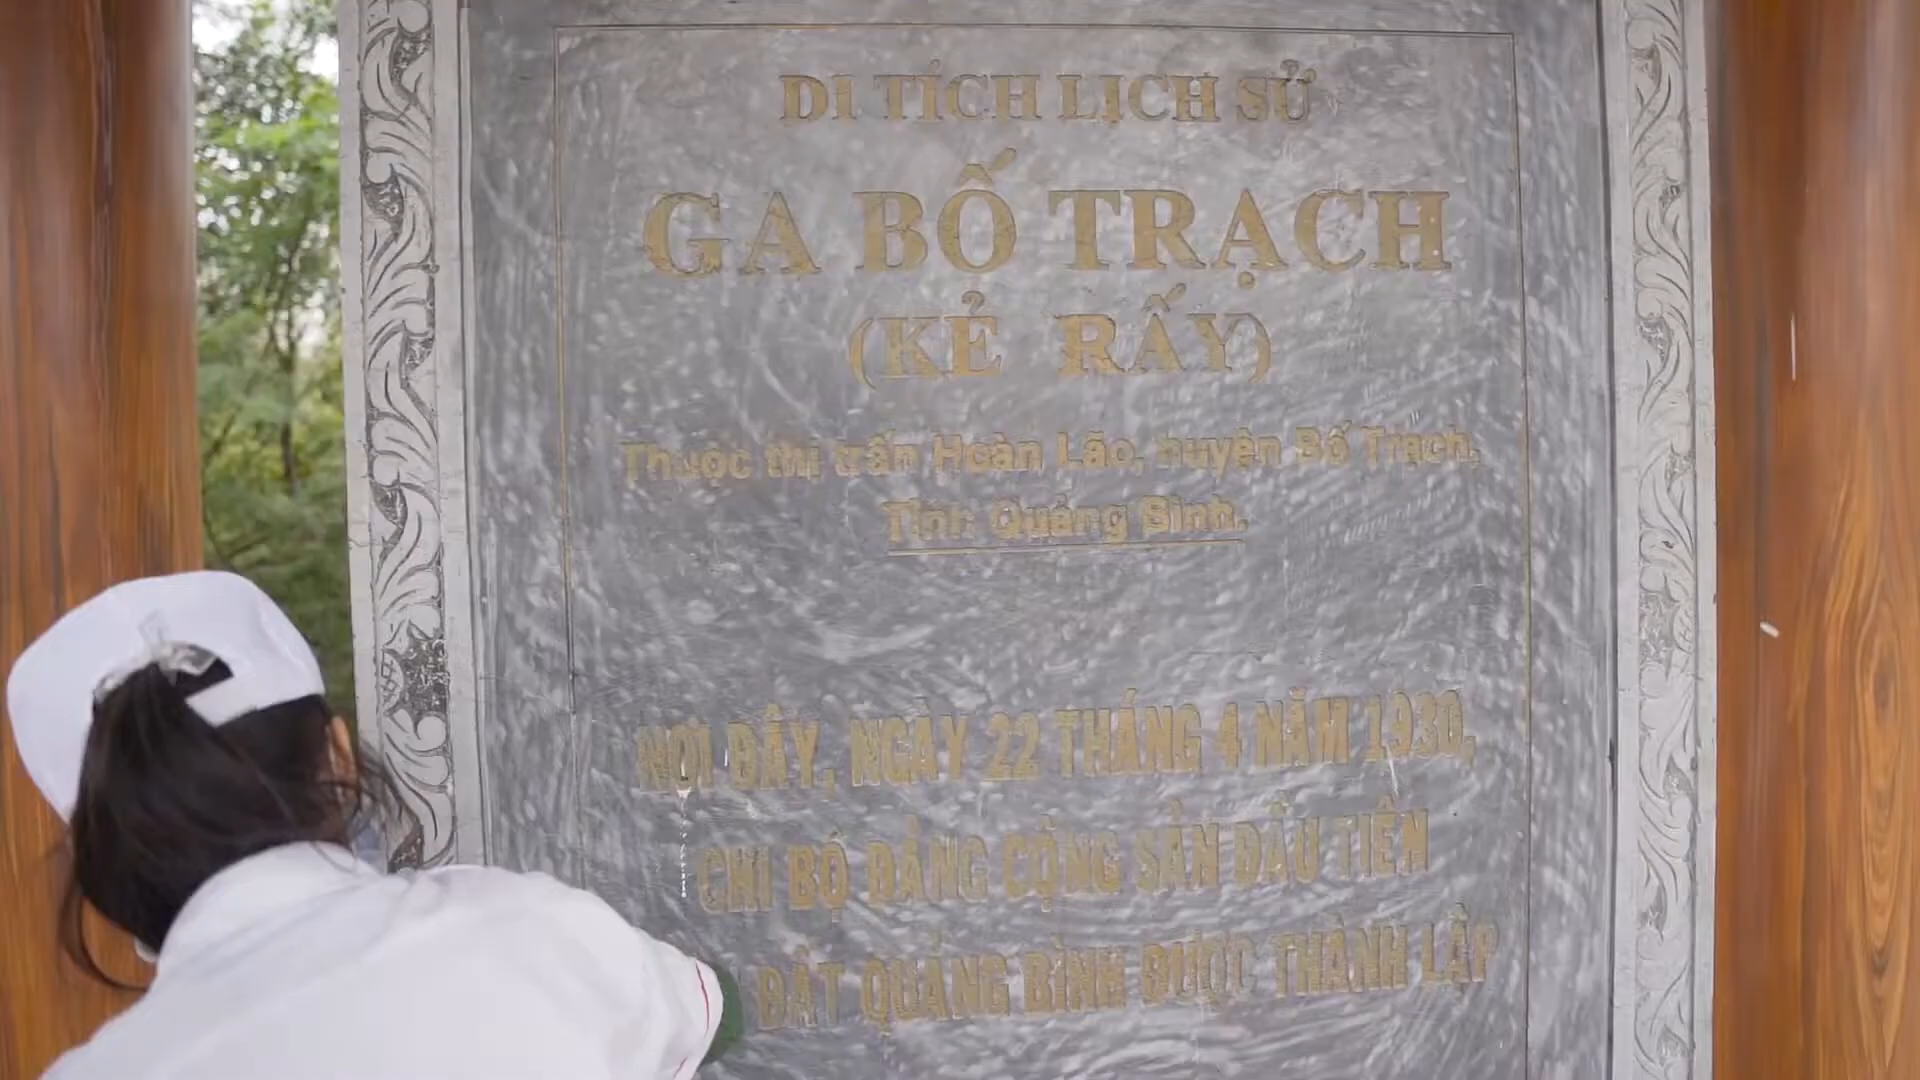 DI TÍCH LỊCH SỬ
GA BỐ TRẠCH
(KẺ RẤY)
Thuộc thị trấn Hoàn Lão, huyện Bố Trạch,
Tỉnh Quảng Bình.
NƠI ĐÂY, NGÀY 22 THÁNG 4 NĂM 1930,
CHI BỘ ĐẢNG CỘNG SẢN ĐẦU TIÊN
ĐẤT QUẢNG BÌNH ĐƯỢC THÀNH LẬP